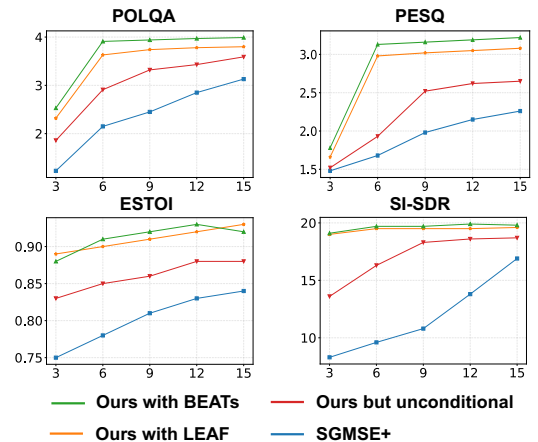 POLQA PESQ
4
3
2
3 6 9 12 15
3.0
2.5
2.0
1.5
3 6 9 12 15
ESTOI SI-SDR
0.90
0.85
0.80
0.75
3 6 9 12 15
20
15
10
3 6 9 12 15
Ours with BEATs Ours but unconditional
Ours with LEAF SGMSE+